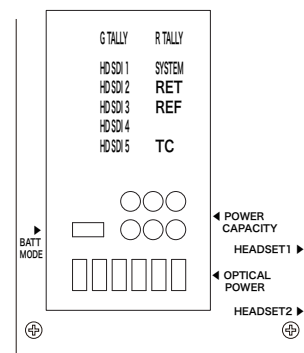 G TALLY R TALLY
HD SDI 1 SYSTEM
HD SDI 2 RET
HD SDI 3 REF
HD SDI 4
HD SDI 5 TC
POWER
CAPACITY
BATT
MODE
HEADSET1
OPTICAL
POWER
HEADSET2